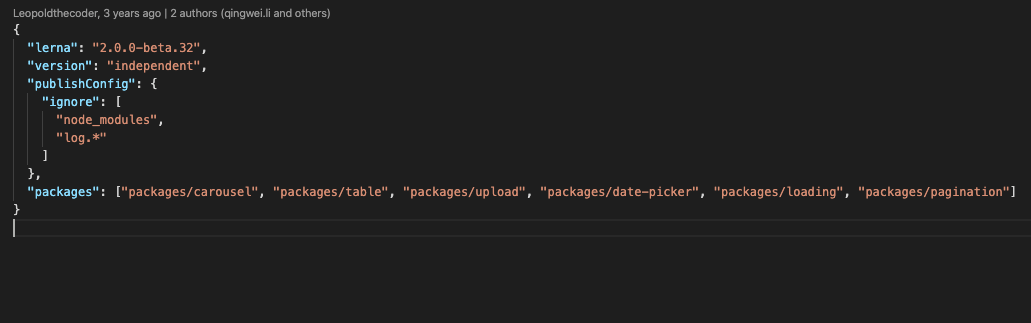 Leopoldthecoder, 3 years ago | 2 authors (qingwei.li and others)
{
  "lerna": "2.0.0-beta.32",
  "version": "independent",
  "publishConfig": {
    "ignore": [
      "node_modules",
      "log.*"
    ]
  },
  "packages": ["packages/carousel", "packages/table", "packages/upload", "packages/date-picker", "packages/loading", "packages/pagination"]
}